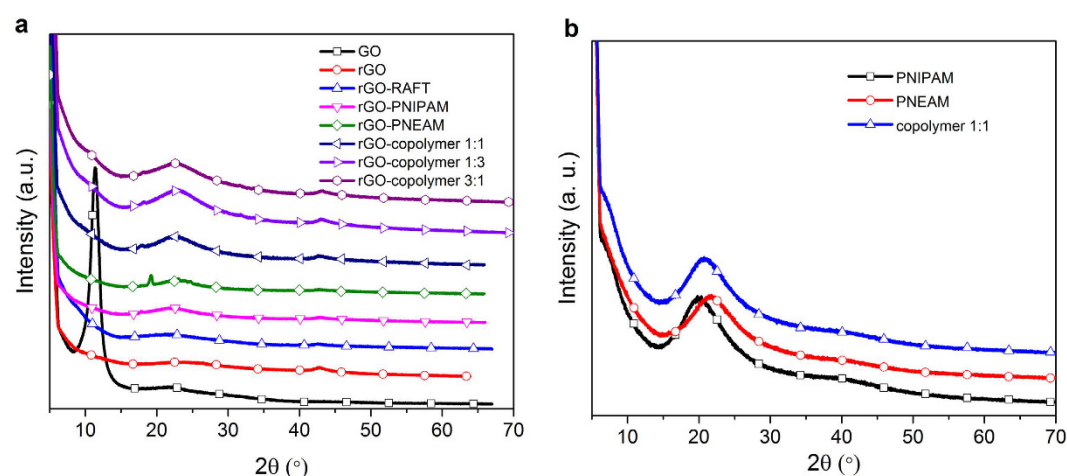 a
GO
rGO
rGO-RAFT
rGO-PNIPAM
rGO-PNEAM
rGO-copolymer 1:1
rGO-copolymer 1:3
rGO-copolymer 3:1
Intensity (a.u.)
10 20 30 40 50 60 70
2θ (°)
b
PNIPAM
PNEAM
copolymer 1:1
Intensity (a. u.)
10 20 30 40 50 60 70
2θ (°)